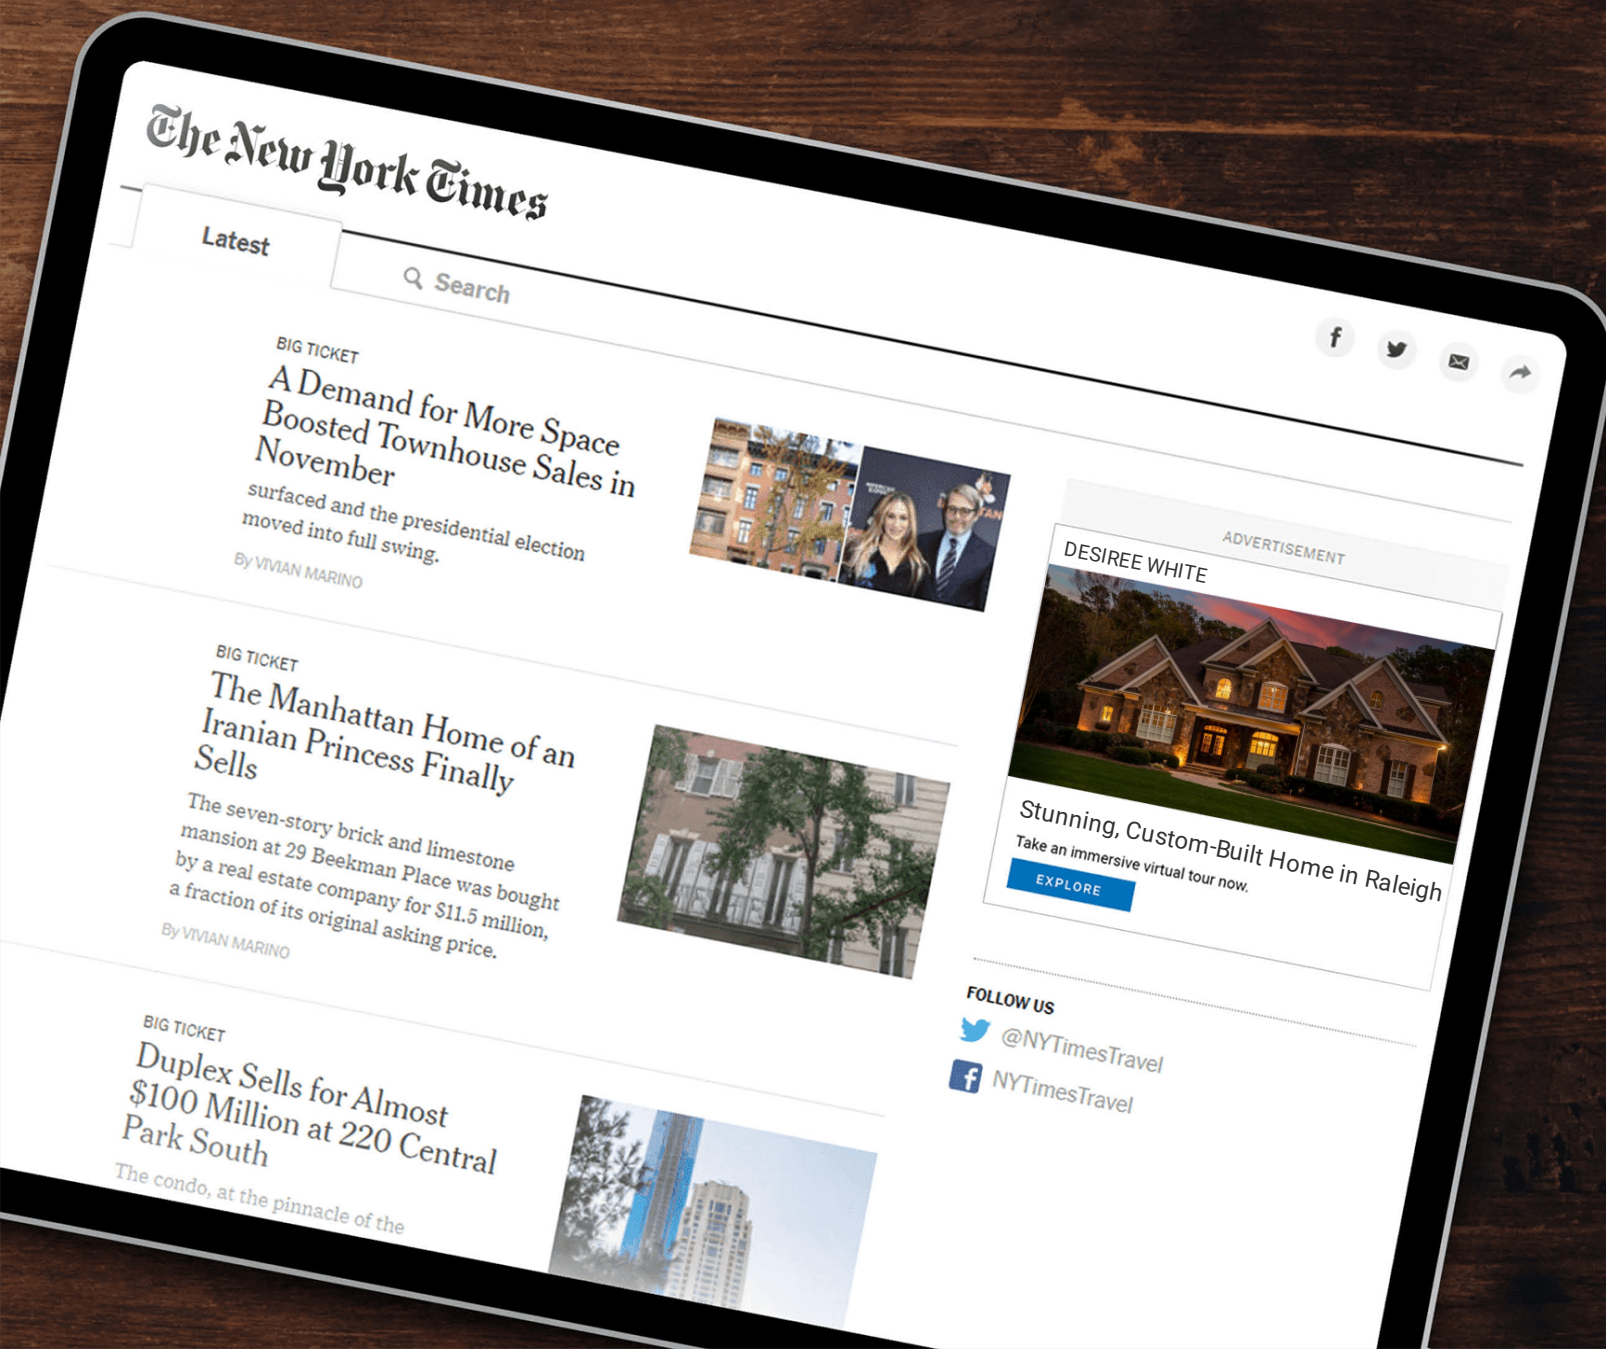 The New York Times
Latest
Search
BIG TICKET
A Demand for More Space
Boosted Townhouse Sales in
November
surfaced and the presidential election
moved into full swing.
By VIVIAN MARINO
BIG TICKET
The Manhattan Home of an
Iranian Princess Finally
Sells
The seven-story brick and limestone
mansion at 29 Beekman Place was bought
by a real estate company for $11.5 million,
a fraction of its original asking price.
By VIVIAN MARINO
BIG TICKET
Duplex Sells for Almost
$100 Million at 220 Central
Park South
The condo, at the pinnacle of the
ADVERTISEMENT
DESIREE WHITE
Stunning, Custom-Built Home in Raleigh
Take an immersive virtual tour now.
EXPLORE
FOLLOW US
@NYTimesTravel
NYTimesTravel